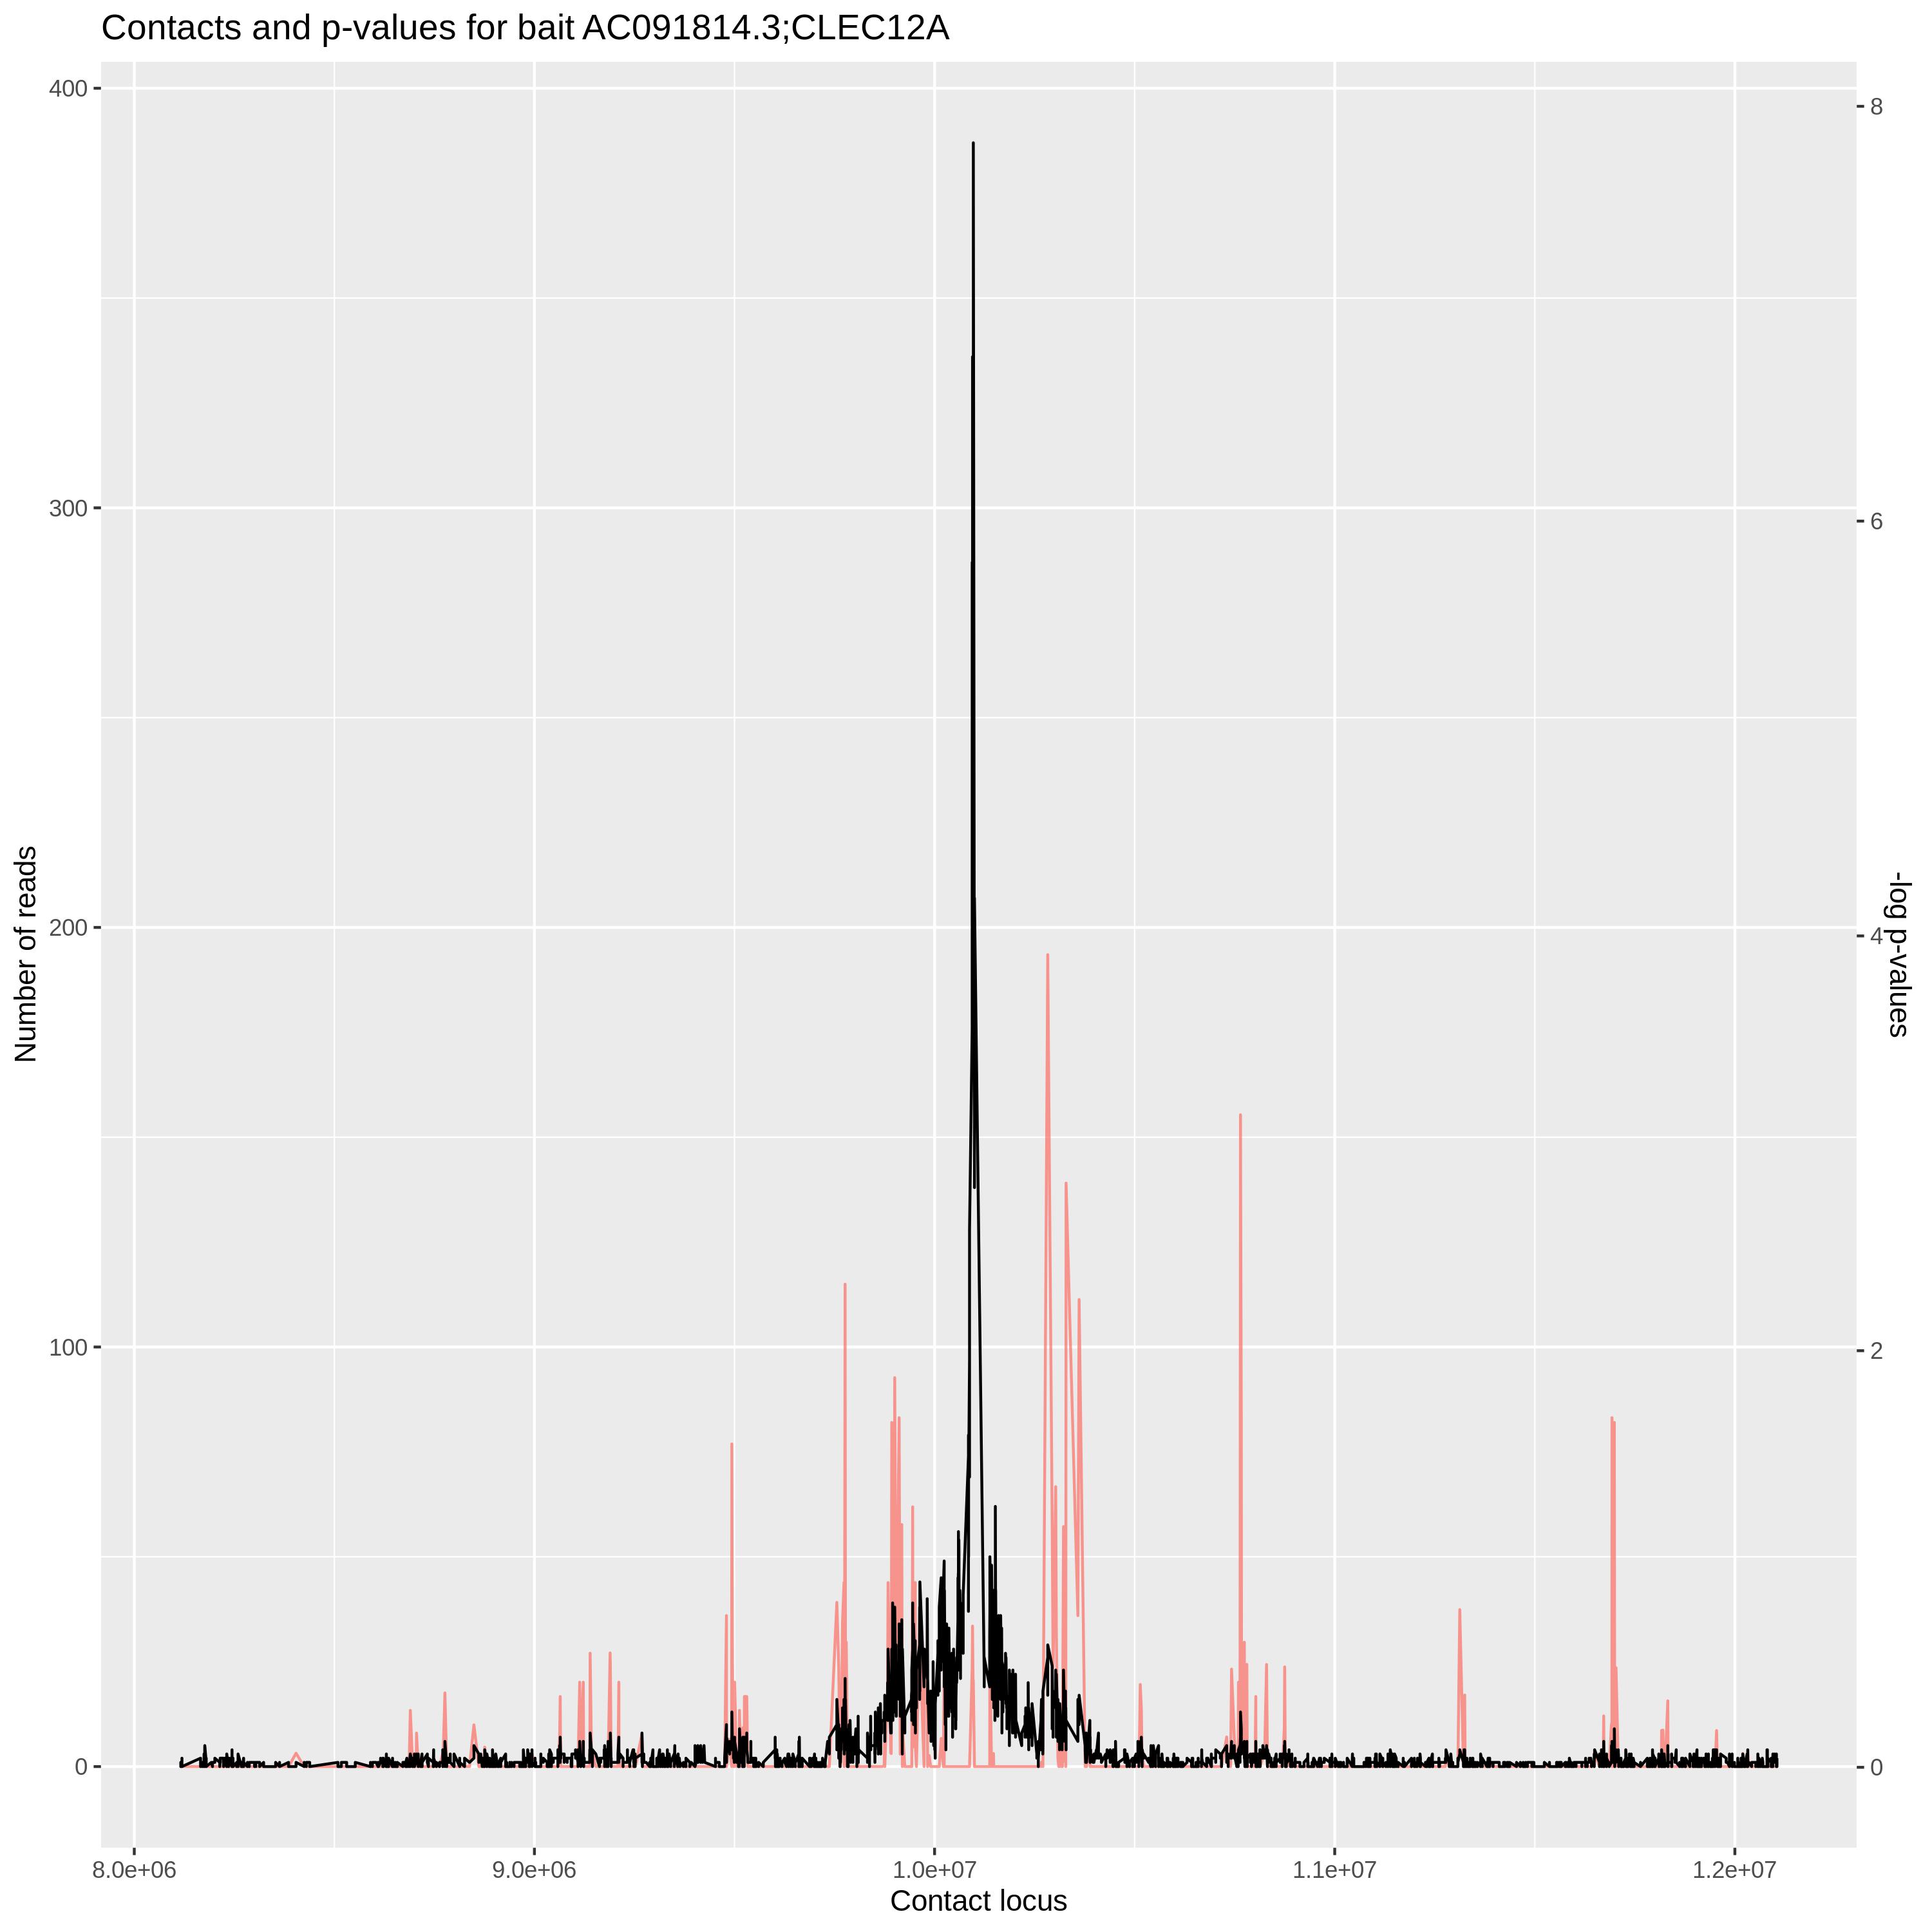 Contacts and p-values for bait AC091814.3;CLEC12A
400
300
200
100
0
Number of reads
8
6
4
2
0
-log p-values
8.0e+06
9.0e+06
1.0e+07
1.1e+07
1.2e+07
Contact locus